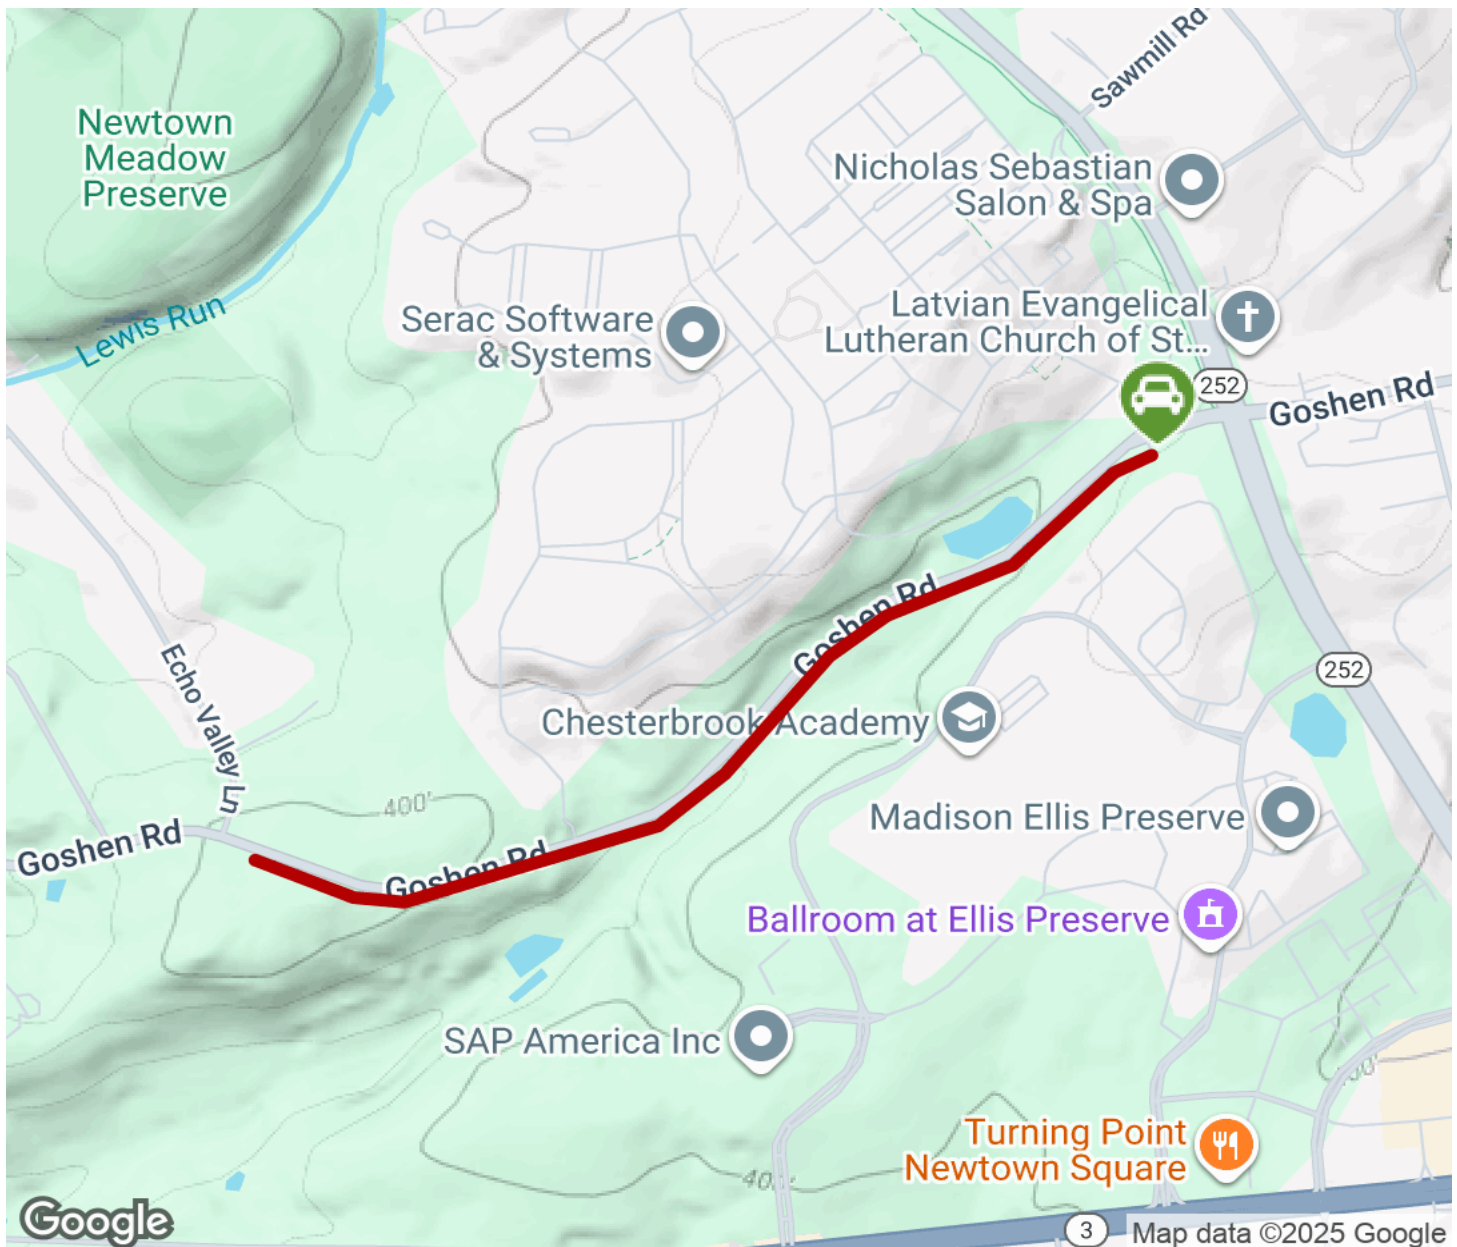 Sawmill Rd
Newtown
Meadow
Preserve
Nicholas Sebastian
Salon & Spa
Lewis Run
Serac Software
& Systems
Latvian Evangelical
Lutheran Church of St...
252
Goshen Rd
Goshen Rd
Echo Valley Ln
252
Chesterbrook Academy
400'
Goshen Rd
Goshen Rd
Madison Ellis Preserve
Ballroom at Ellis Preserve
SAP America Inc
Turning Point
Newtown Square
Google
3
Map data ©2025 Google